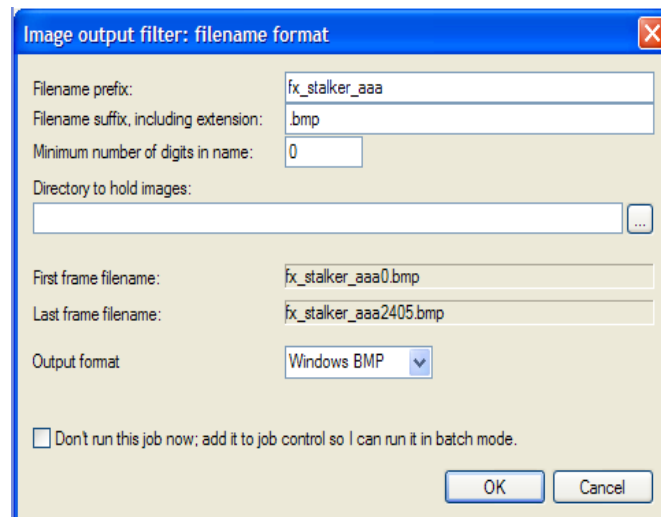 Image output filter: filename format
Filename prefix: fx_stalker_aaa
Filename suffix, including extension: .bmp
Minimum number of digits in name: 0
Directory to hold images:
...
First frame filename: fx_stalker_aaa0.bmp
Last frame filename: fx_stalker_aaa2405.bmp
Output format Windows BMP
Don't run this job now; add it to job control so I can run it in batch mode.
OK Cancel